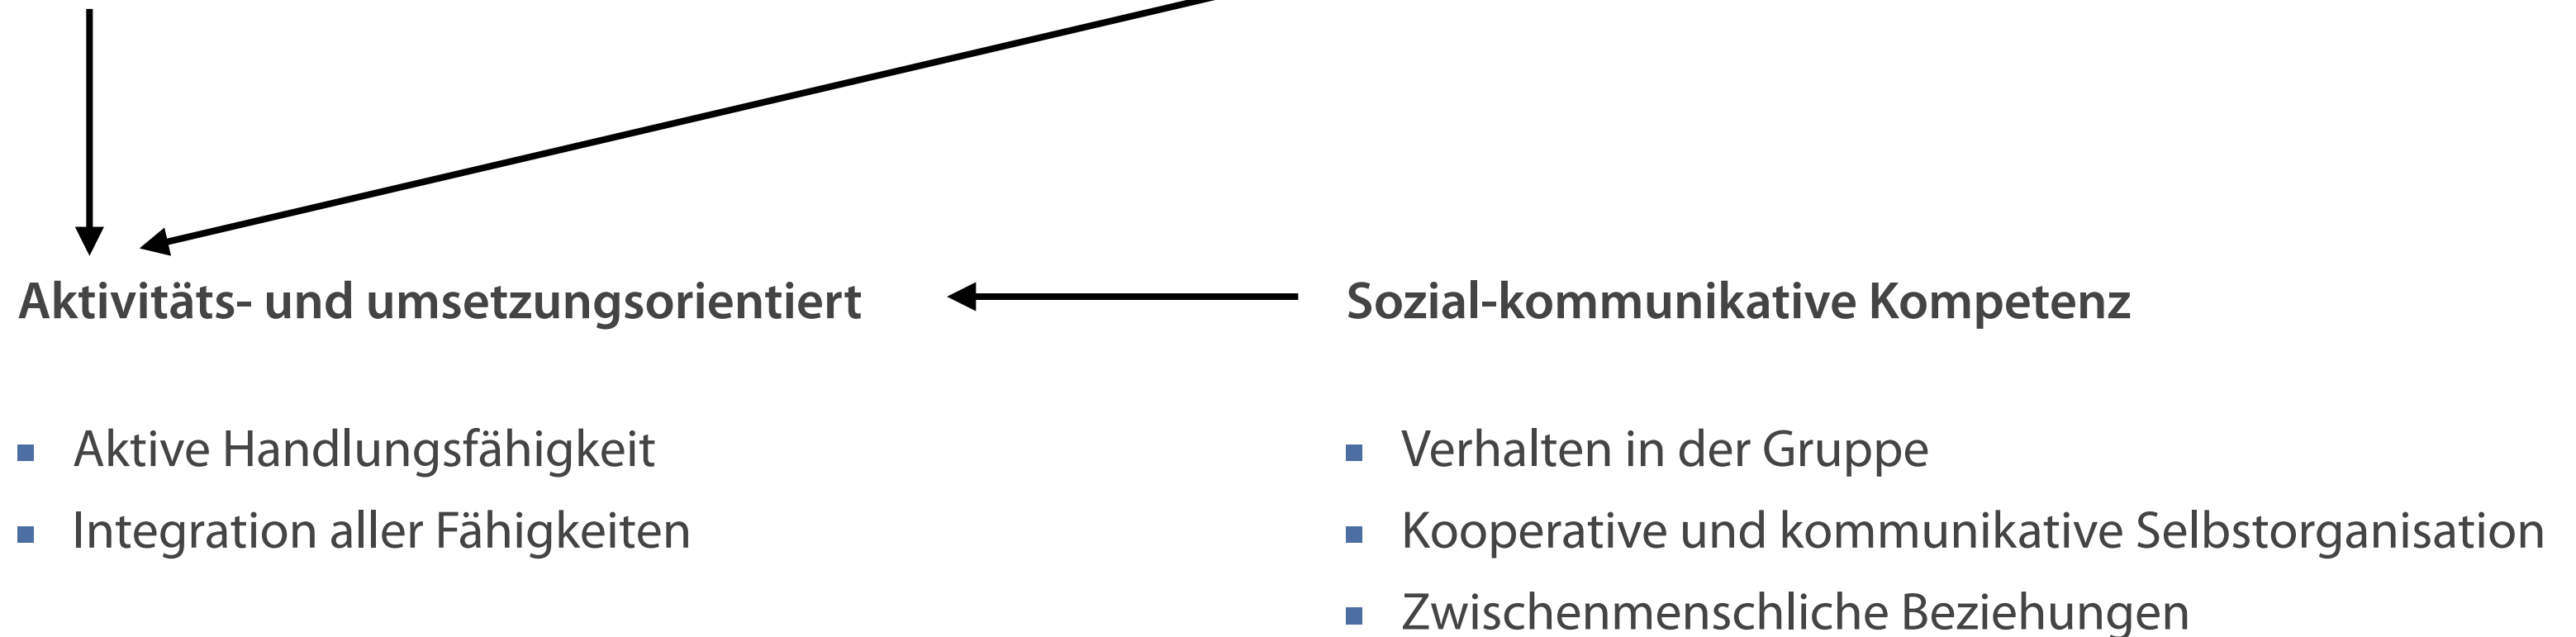 Aktivitäts- und umsetzungsorientiert
Aktive Handlungsfähigkeit
Integration aller Fähigkeiten
Sozial-kommunikative Kompetenz
Verhalten in der Gruppe
Kooperative und kommunikative Selbstorganisation
Zwischenmenschliche Beziehungen